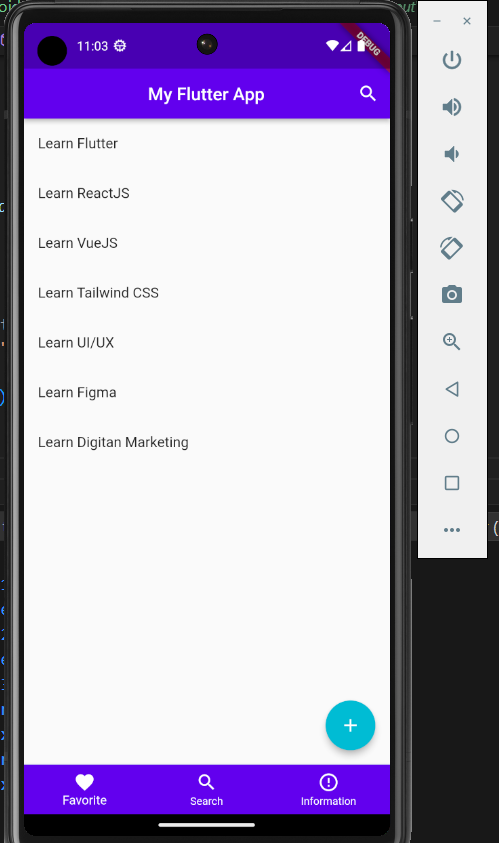 11:03
DEBUG
My Flutter App
Learn Flutter
Learn ReactJS
Learn VueJS
Learn Tailwind CSS
Learn UI/UX
Learn Figma
Learn Digitan Marketing
Favorite
Search
Information